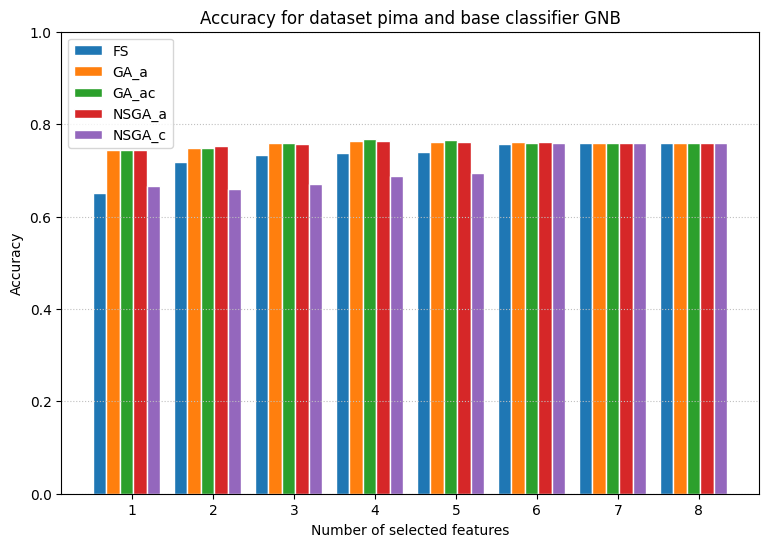 Accuracy for dataset pima and base classifier GNB
FS
GA_a
GA_ac
NSGA_a
NSGA_c
1.0
0.8
0.6
0.4
0.2
0.0
Accuracy
1 2 3 4 5 6 7 8
Number of selected features